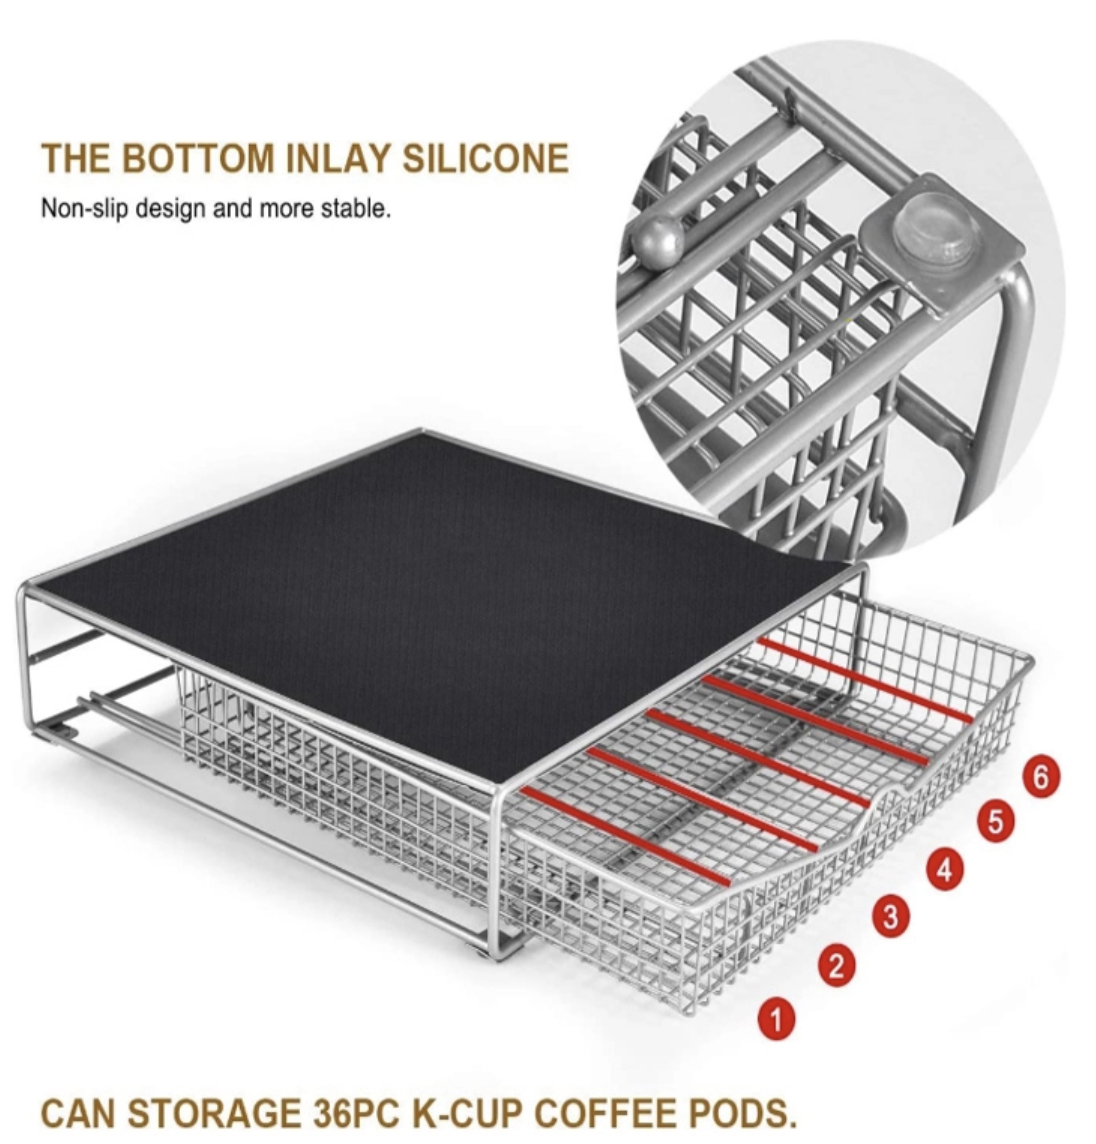 THE BOTTOM INLAY SILICONE
Non-slip design and more stable.
6
5
4
3
2
1
CAN STORAGE 36PC K-CUP COFFEE PODS.